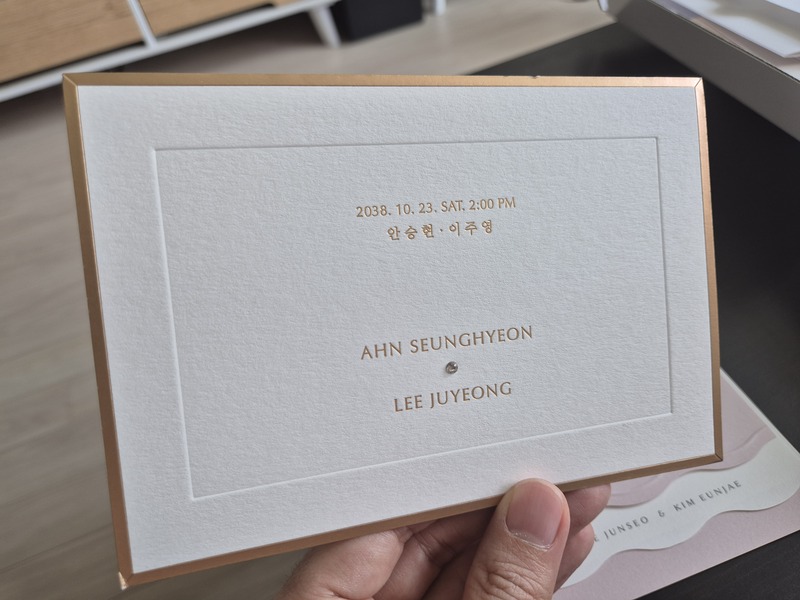 2038. 10. 23. SAT, 2:00 PM
안승현 · 이주영
AHN SEUNGHYEON
LEE JUYEONG
JUNSEO & KIM EUNJAE